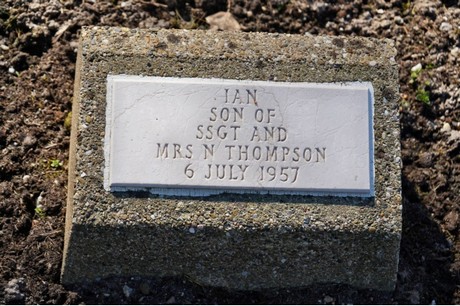 IAN
SON OF
SSGT AND
MRS N THOMPSON
6 JULY 1957